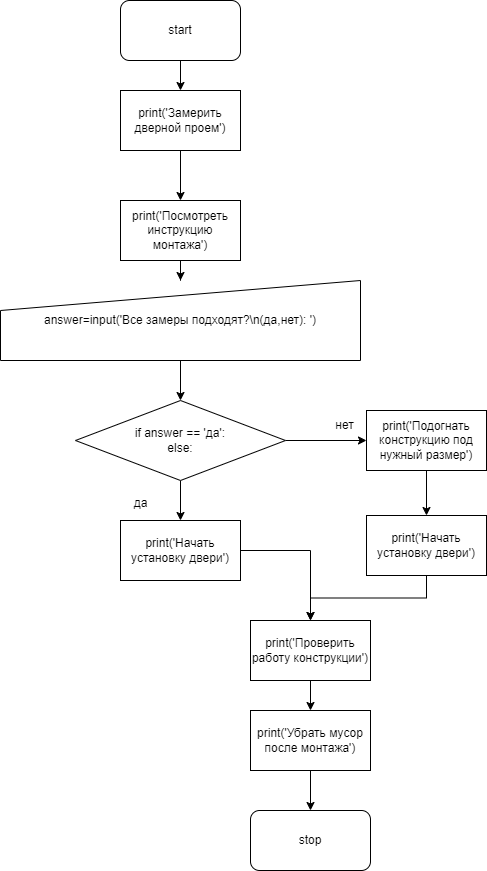 start
print('Замерить
дверной проем')
print('Посмотреть
инструкцию
монтажа')
answer=input('Все замеры подходят?\n(да,нет): ')
if answer == 'да':
else:
нет
print('Подогнать
конструкцию под
нужный размер')
да
print('Начать
установку двери')
print('Начать
установку двери')
print('Проверить
работу конструкции')
print('Убрать мусор
после монтажа')
stop